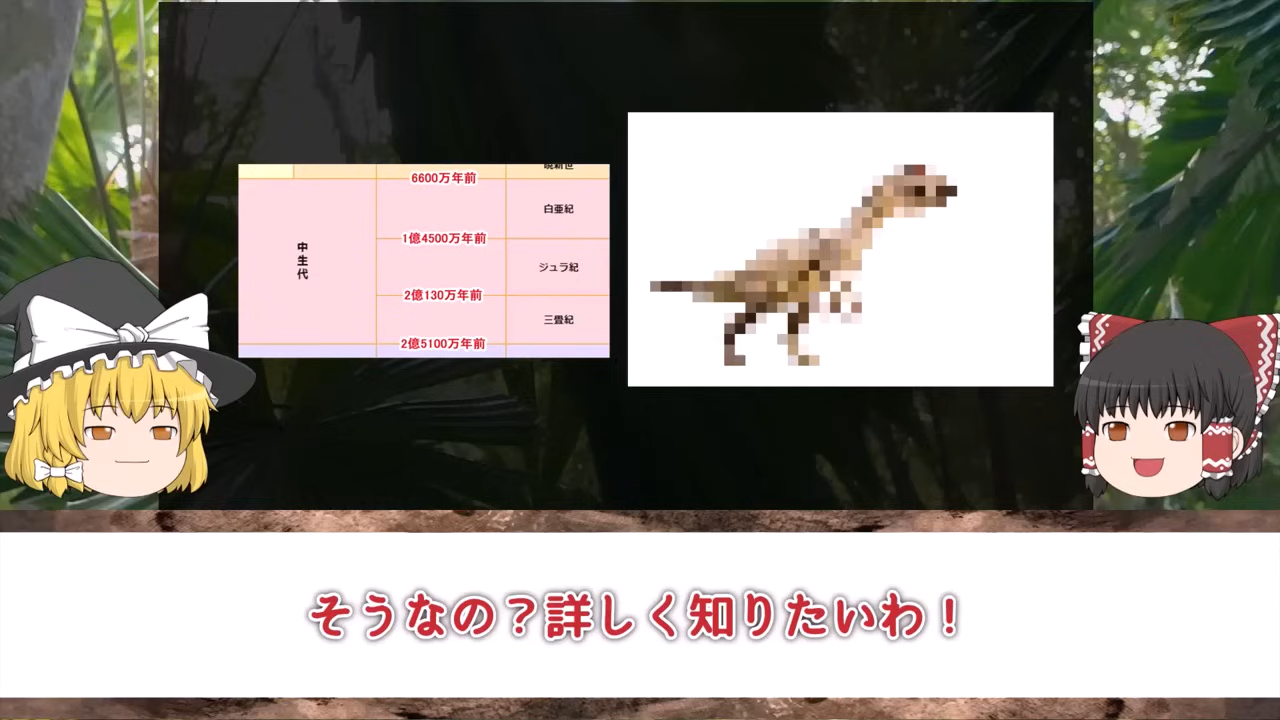 暁新世
6600万年前
白亜紀
1億4500万年前
中生代
ジュラ紀
2億130万年前
三畳紀
2億5100万年前
そうなの？詳しく知りたいわ！